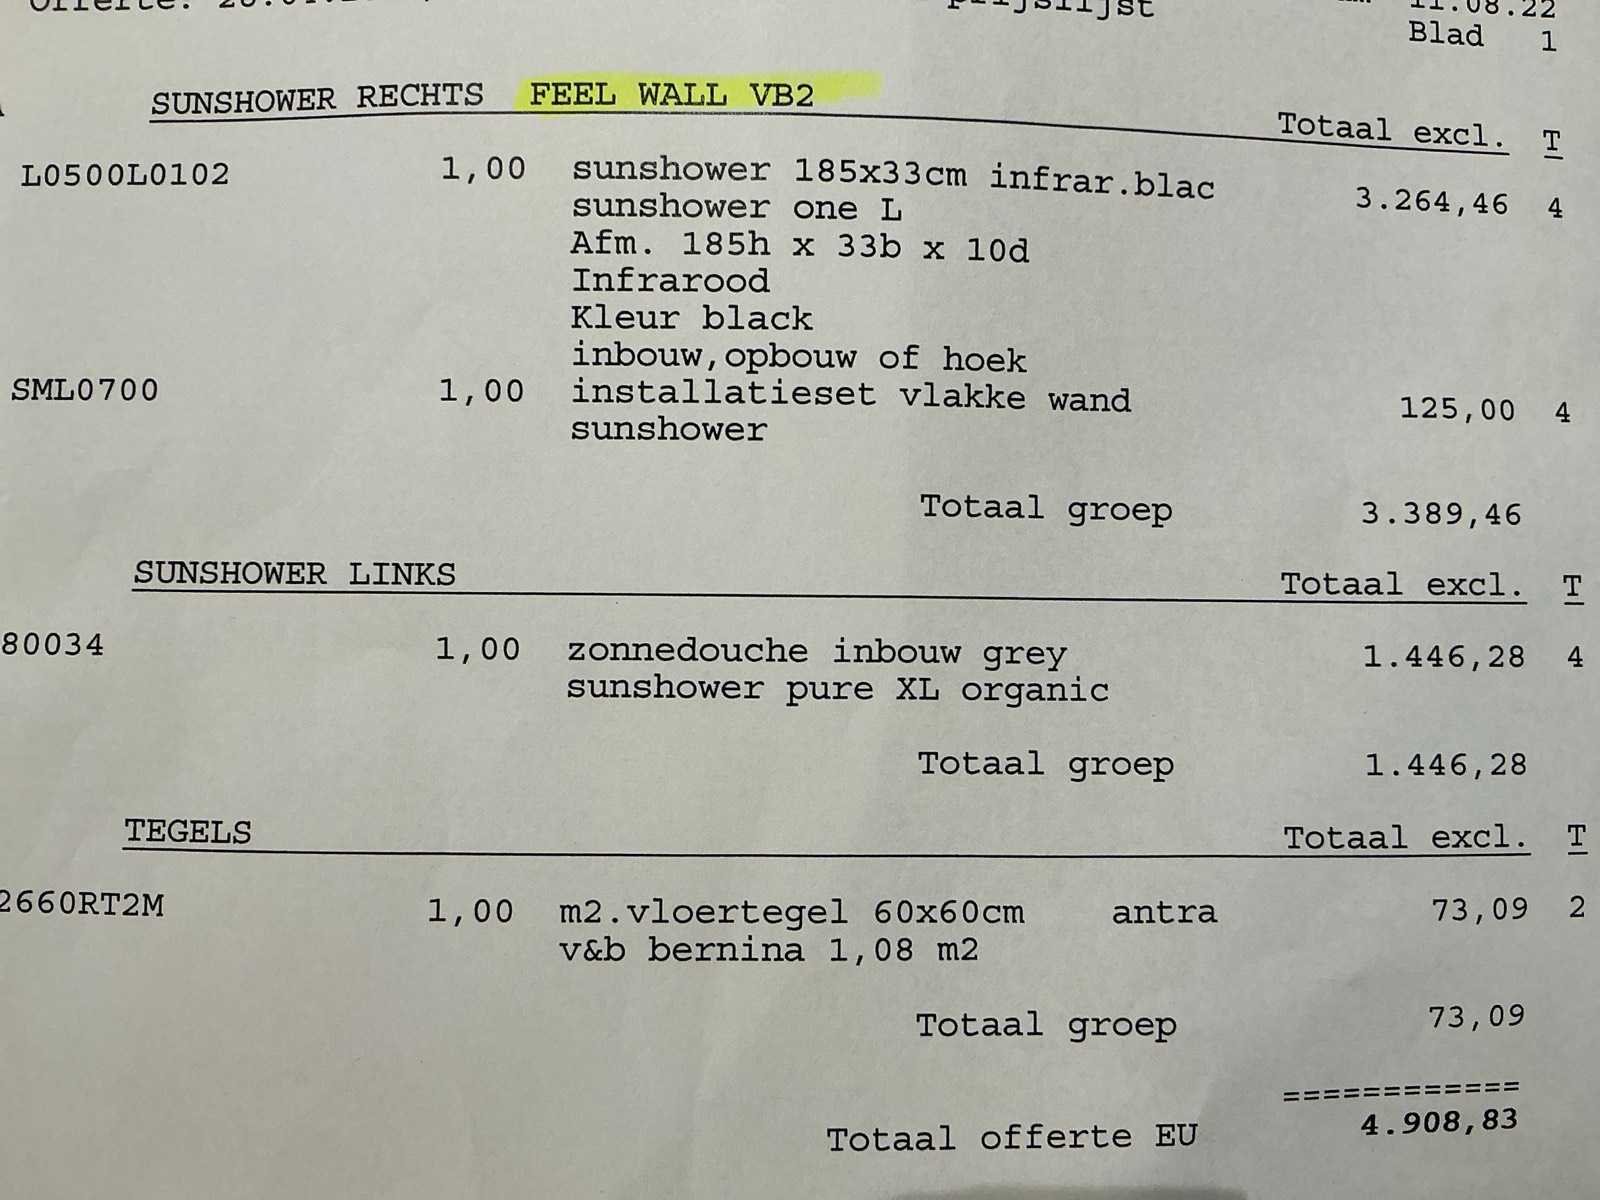 prijslijst 11.08.22
Blad 1
SUNSHOWER RECHTS FEEL WALL VB2 Totaal excl. T
L0500L0102 1,00 sunshower 185x33cm infrar.blac 3.264,46 4
sunshower one L
Afm. 185h x 33b x 10d
Infrarood
Kleur black
inbouw,opbouw of hoek
SML0700 1,00 installatieset vlakke wand 125,00 4
sunshower
Totaal groep 3.389,46
SUNSHOWER LINKS Totaal excl. T
80034 1,00 zonnedouche inbouw grey 1.446,28 4
sunshower pure XL organic
Totaal groep 1.446,28
TEGELS Totaal excl. T
2660RT2M 1,00 m2.vloertegel 60x60cm antra 73,09 2
v&b bernina 1,08 m2
Totaal groep 73,09
============
Totaal offerte EU 4.908,83